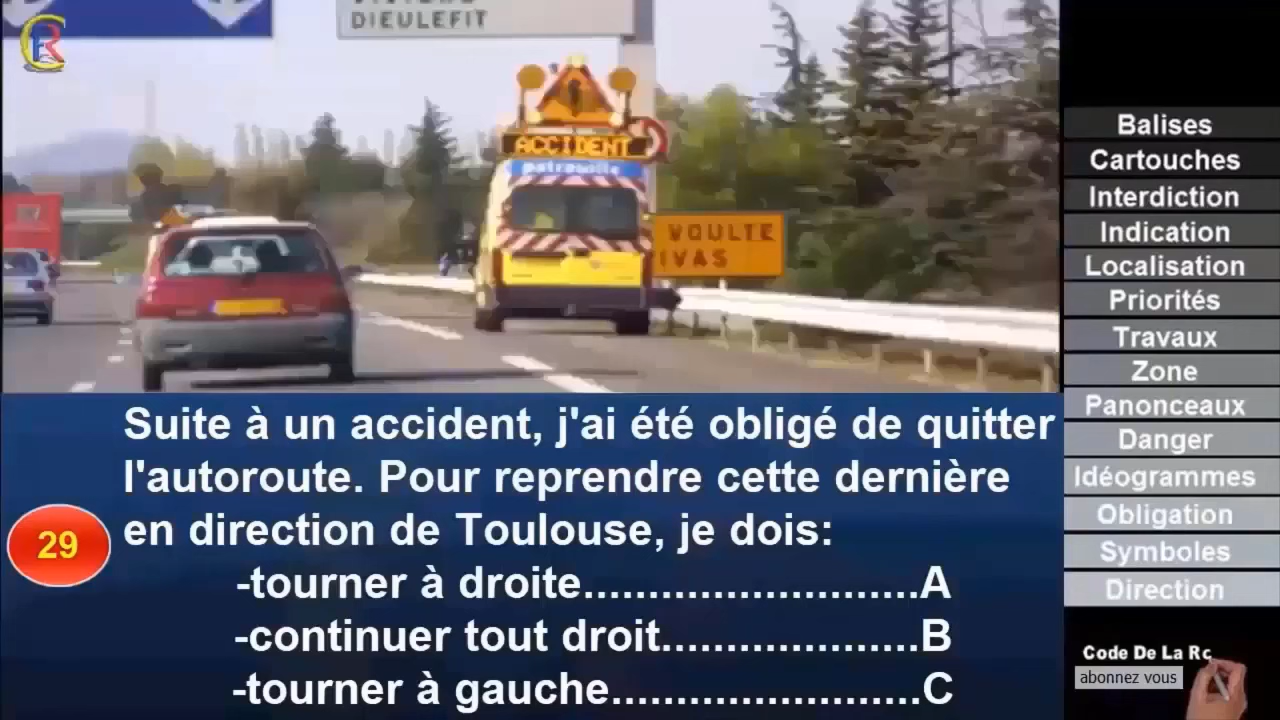 DIEULEFIT
ACCIDENT
patrouille
VOULTE
IVAS
Suite à un accident, j'ai été obligé de quitter
l'autoroute. Pour reprendre cette dernière
en direction de Toulouse, je dois:
29
-tourner à droite..........................A
-continuer tout droit....................B
-tourner à gauche........................C
Balises
Cartouches
Interdiction
Indication
Localisation
Priorités
Travaux
Zone
Panonceaux
Danger
Idéogrammes
Obligation
Symboles
Direction
Code De La Rc
abonnez vous